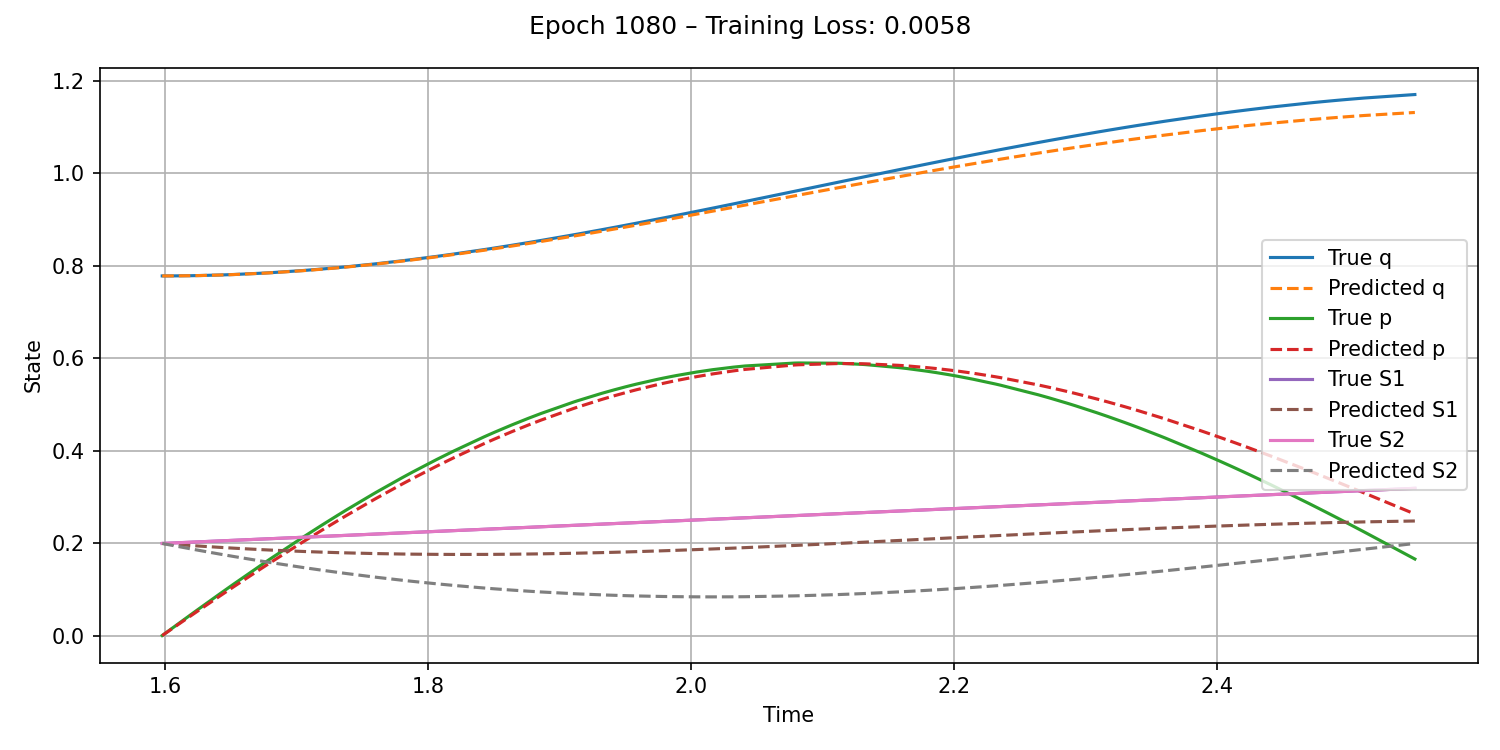 Epoch 1080 – Training Loss: 0.0058
1.2
1.0
0.8
0.6
0.4
0.2
0.0
State
True q
Predicted q
True p
Predicted p
True S1
Predicted S1
True S2
Predicted S2
1.6 1.8 2.0 2.2 2.4
Time